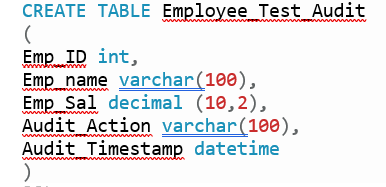 CREATE TABLE Employee_Test_Audit
(
Emp_ID int,
Emp_name varchar(100),
Emp_Sal decimal (10,2),
Audit_Action varchar(100),
Audit_Timestamp datetime
)